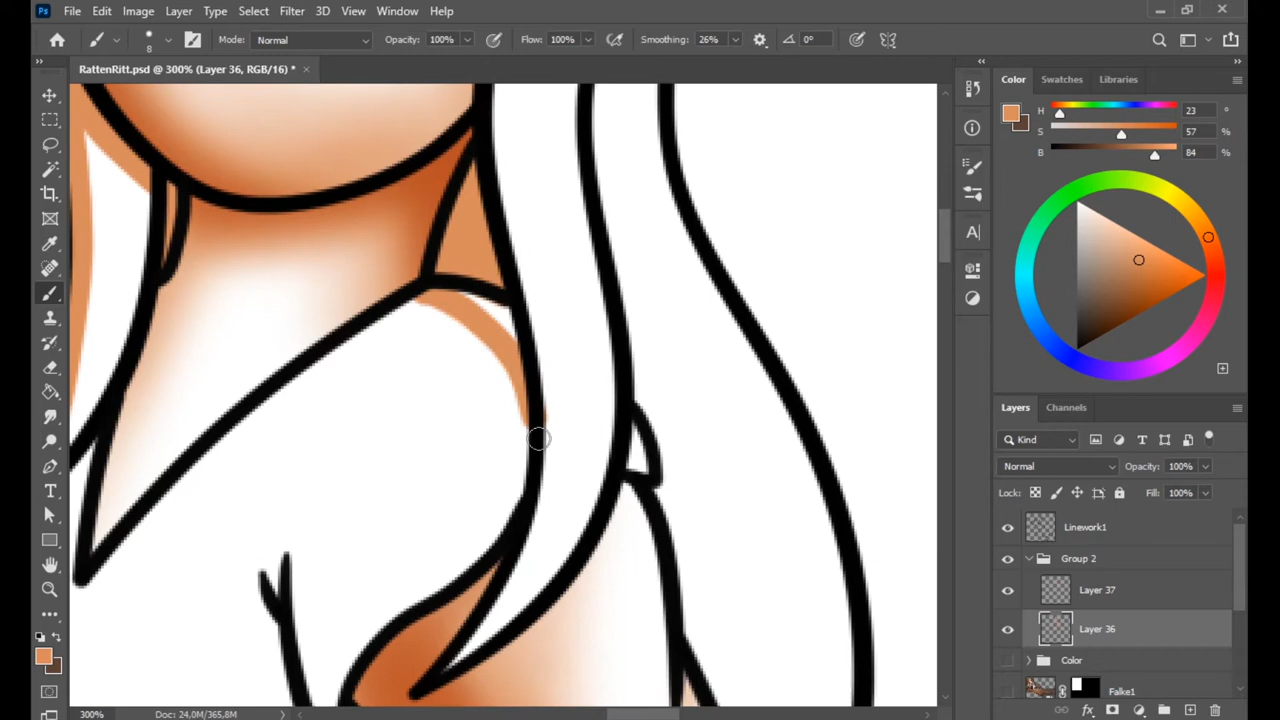 Ps File Edit Image Layer Type Select Filter 3D View Window Help
8 Mode: Normal Opacity: 100% Flow: 100% Smoothing: 26% 0°
RattenRitt.psd @ 300% (Layer 36, RGB/16) * ×
Color Swatches Libraries
H 23 °
S 57 %
B 84 %
A|
T
Layers Channels
Kind T
Normal Opacity: 100%
Lock: Fill: 100%
Linework1
Group 2
Layer 37
Layer 36
Color
Falke1
fx
300% Doc: 24,0M/365,8M